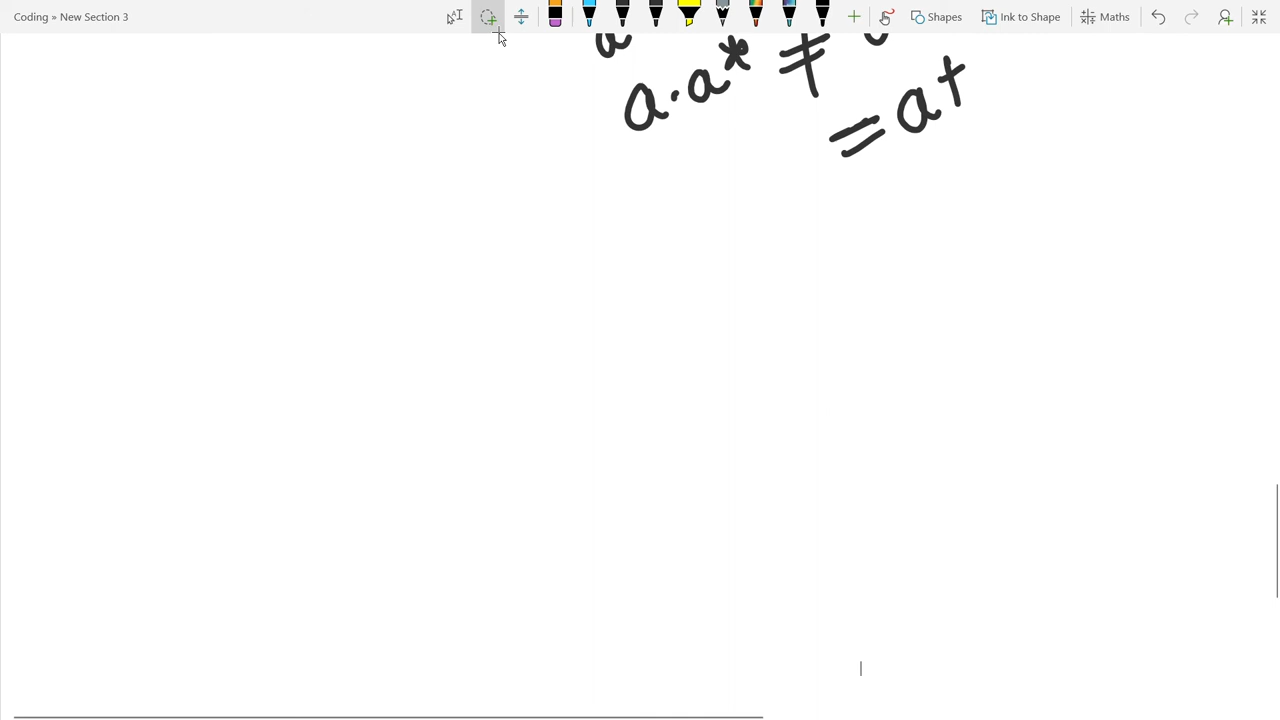 Coding » New Section 3
Shapes
Ink to Shape
Maths
a · a* ≠
= a+